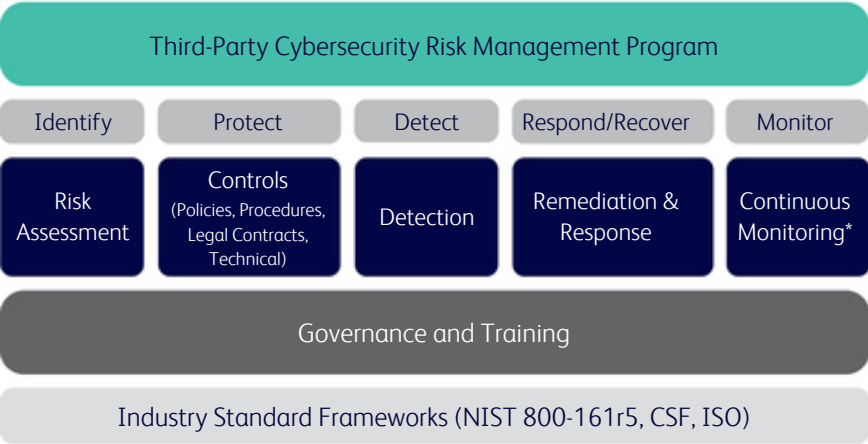 Third-Party Cybersecurity Risk Management Program
Identify
Protect
Detect
Respond/Recover
Monitor
Risk
Assessment
Controls
(Policies, Procedures,
Legal Contracts,
Technical)
Detection
Remediation &
Response
Continuous
Monitoring*
Governance and Training
Industry Standard Frameworks (NIST 800-161r5, CSF, ISO)